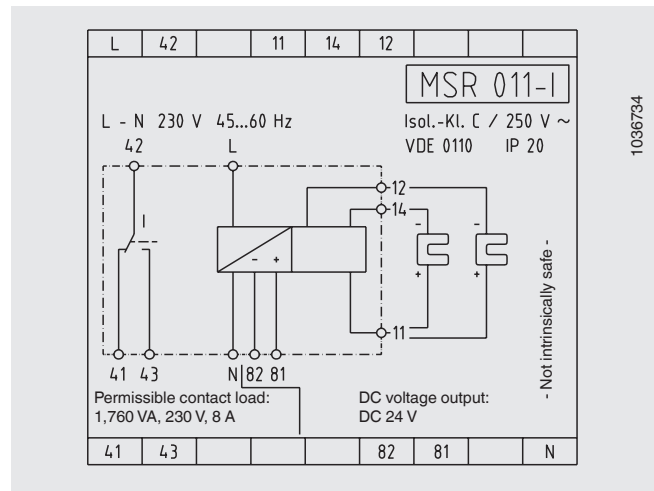 L 42 11 14 12
MSR 011-I
L - N 230 V 45...60 Hz
Isol.-Kl. C / 250 V ~
VDE 0110 IP 20
42 L
I
12
14
- -
- +
+ +
11
41 43 N 82 81
Permissible contact load:
1,760 VA, 230 V, 8 A
DC voltage output:
DC 24 V
- Not intrinsically safe -
41 43 82 81 N
1036734